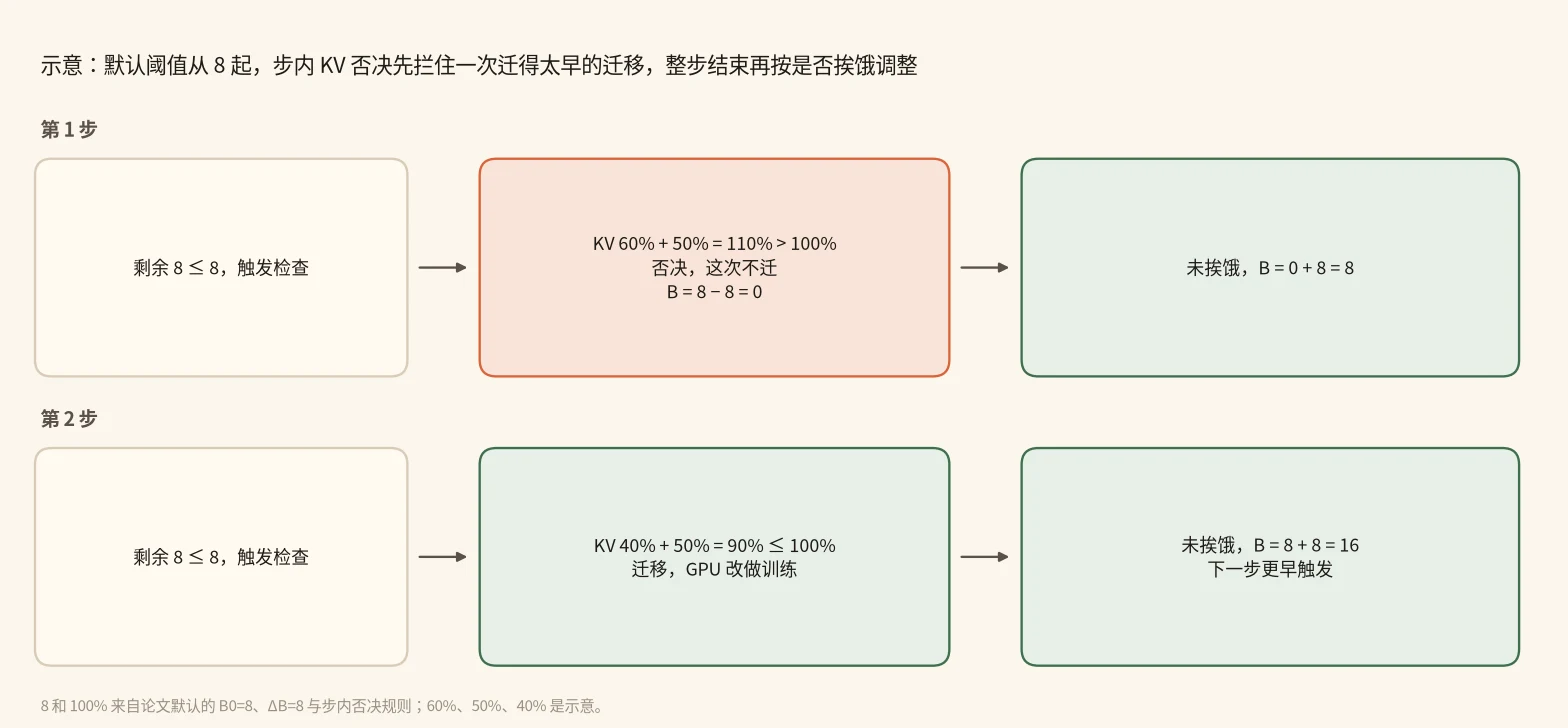 示意：默认阈值从 8 起，步内 KV 否决先拦住一次迁得太早的迁移，整步结束再按是否挨饿调整
第 1 步
剩余 8 ≤ 8，触发检查
KV 60% + 50% = 110% > 100%
否决，这次不迁
B = 8 − 8 = 0
未挨饿，B = 0 + 8 = 8
第 2 步
剩余 8 ≤ 8，触发检查
KV 40% + 50% = 90% ≤ 100%
迁移，GPU 改做训练
未挨饿，B = 8 + 8 = 16
下一步更早触发
8 和 100% 来自论文默认的 B0=8、ΔB=8 与步内否决规则；60%、50%、40% 是示意。